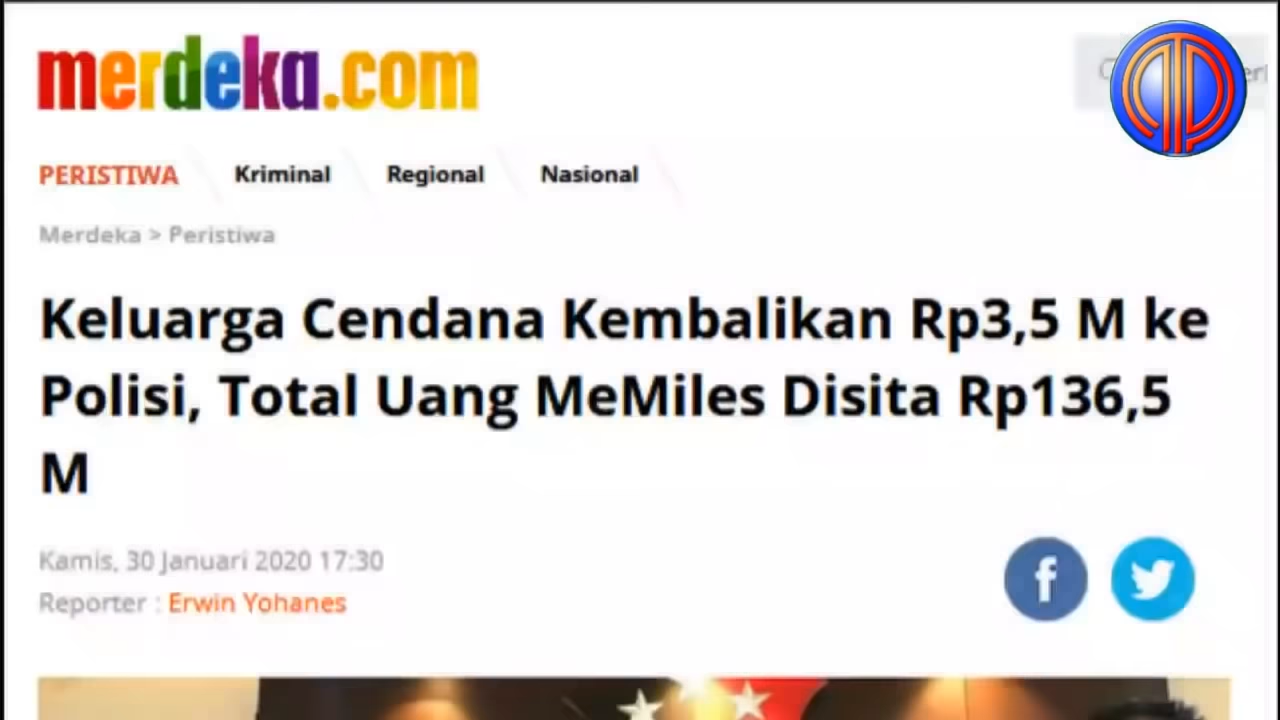 merdeka.com
PERISTIWA Kriminal Regional Nasional
Merdeka > Peristiwa
Keluarga Cendana Kembalikan Rp3,5 M ke
Polisi, Total Uang MeMiles Disita Rp136,5
M
Kamis, 30 Januari 2020 17:30
Reporter : Erwin Yohanes